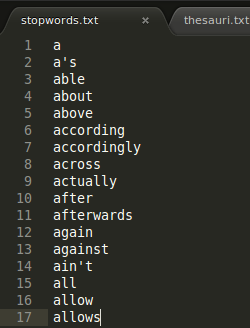 stopwords.txt × thesauri.txt
1 a
2 a's
3 able
4 about
5 above
6 according
7 accordingly
8 across
9 actually
10 after
11 afterwards
12 again
13 against
14 ain't
15 all
16 allow
17 allows